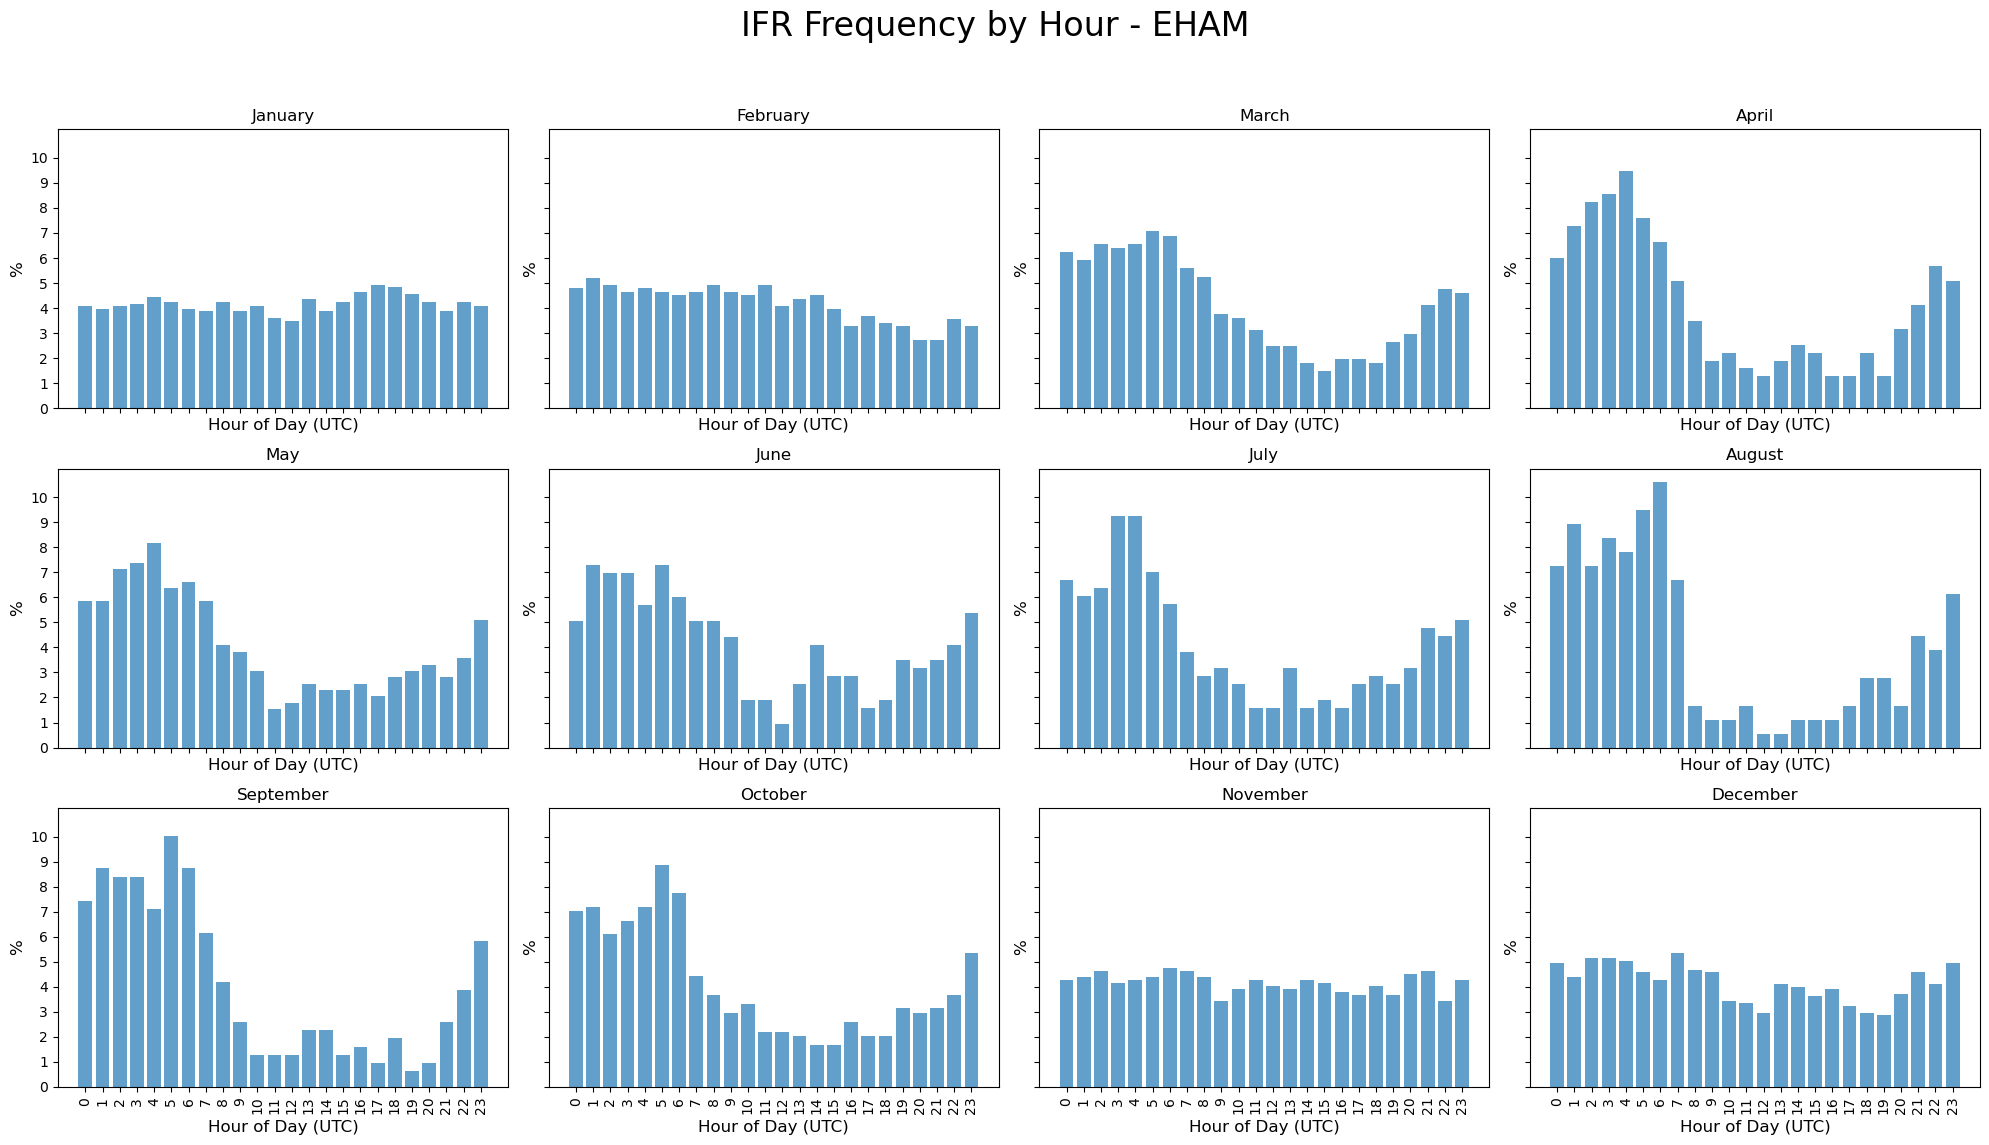 IFR Frequency by Hour - EHAM
January February March April
%
10
9
8
7
6
5
4
3
2
1
0
% % %
Hour of Day (UTC) Hour of Day (UTC) Hour of Day (UTC) Hour of Day (UTC)
May June July August
%
10
9
8
7
6
5
4
3
2
1
0
% % %
Hour of Day (UTC) Hour of Day (UTC) Hour of Day (UTC) Hour of Day (UTC)
September October November December
%
10
9
8
7
6
5
4
3
2
1
0
% % %
0 1 2 3 4 5 6 7 8 9 10 11 12 13 14 15 16 17 18 19 20 21 22 23
0 1 2 3 4 5 6 7 8 9 10 11 12 13 14 15 16 17 18 19 20 21 22 23
0 1 2 3 4 5 6 7 8 9 10 11 12 13 14 15 16 17 18 19 20 21 22 23
0 1 2 3 4 5 6 7 8 9 10 11 12 13 14 15 16 17 18 19 20 21 22 23
Hour of Day (UTC) Hour of Day (UTC) Hour of Day (UTC) Hour of Day (UTC)